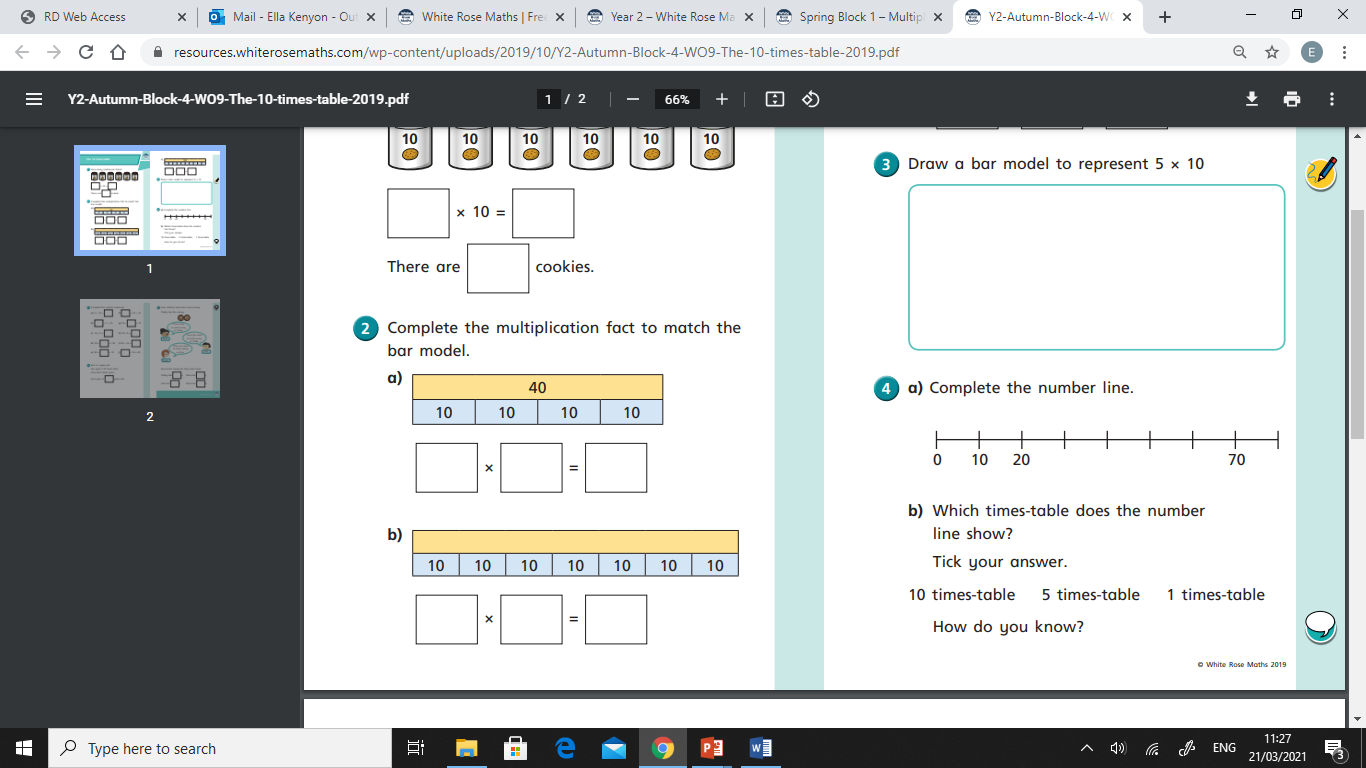 RD Web Access
Mail - Ella Kenyon - Out
White Rose Maths | Fre
Year 2 – White Rose Ma
Spring Block 1 – Multip
Y2-Autumn-Block-4-WO
resources.whiterosemaths.com/wp-content/uploads/2019/10/Y2-Autumn-Block-4-WO9-The-10-times-table-2019.pdf
E
Y2-Autumn-Block-4-WO9-The-10-times-table-2019.pdf
1 / 2
66%
1
2
10 10 10 10 10 10
× 10 =
There are cookies.
2 Complete the multiplication fact to match the
bar model.
a)
40
10 10 10 10
× =
b)
10 10 10 10 10 10 10
× =
3 Draw a bar model to represent 5 × 10
4 a) Complete the number line.
0 10 20 70
b) Which times-table does the number
line show?
Tick your answer.
10 times-table 5 times-table 1 times-table
How do you know?
© White Rose Maths 2019
Type here to search
ENG
11:27
21/03/2021
3